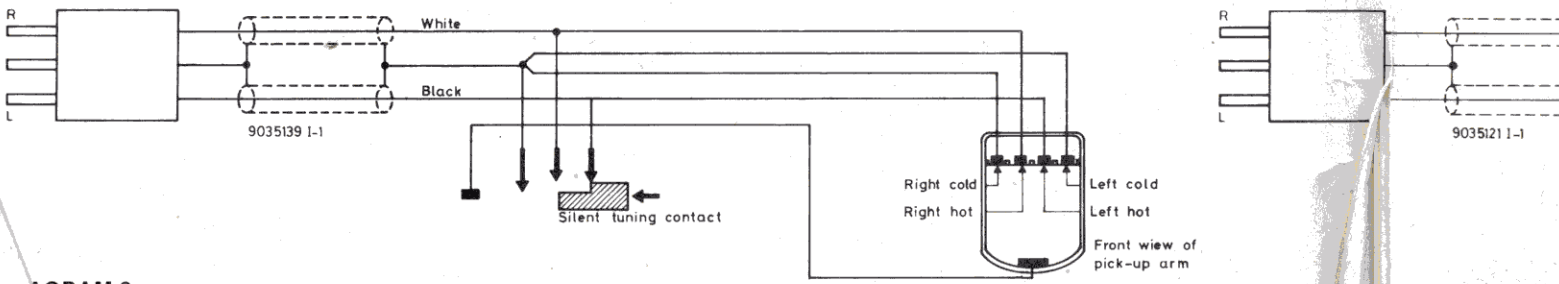 R
White
Black
L
9035139 I-1
Silent tuning contact
Right cold
Left cold
Right hot
Left hot
Front view of
pick-up arm
R
L
9035121 I-1